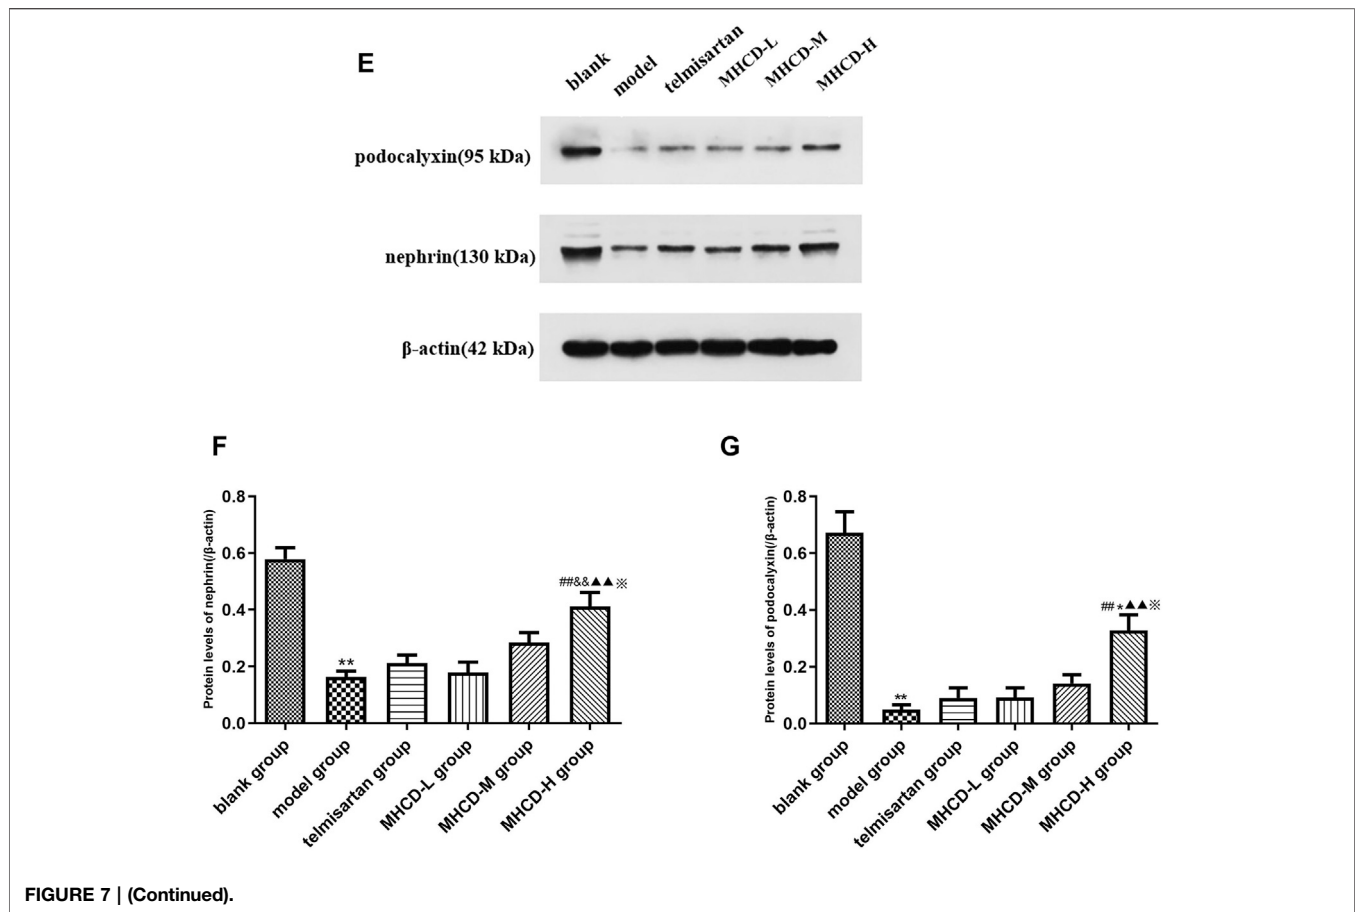 E
blank
model
telmisartan
MHCD-L
MHCD-M
MHCD-H
podocalyxin(95 kDa)
nephrin(130 kDa)
β-actin(42 kDa)
F
Protein levels of nephrin(/β-actin)
0.8
0.6
0.4
0.2
0.0
**
##&&▲▲※
blank group
model group
telmisartan group
MHCD-L group
MHCD-M group
MHCD-H group
G
Protein levels of podocalyxin(/β-actin)
0.8
0.6
0.4
0.2
0.0
**
##*▲▲※
blank group
model group
telmisartan group
MHCD-L group
MHCD-M group
MHCD-H group
FIGURE 7 | (Continued).